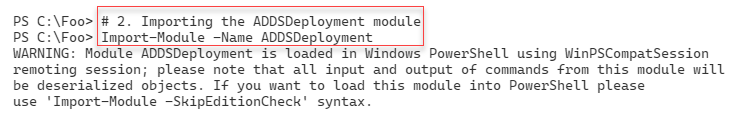 PS C:\Foo> # 2. Importing the ADDSDeployment module
PS C:\Foo> Import-Module -Name ADDSDeployment
WARNING: Module ADDSDeployment is loaded in Windows PowerShell using WinPSCompatSession
remoting session; please note that all input and output of commands from this module will
be deserialized objects. If you want to load this module into PowerShell please
use 'Import-Module -SkipEditionCheck' syntax.